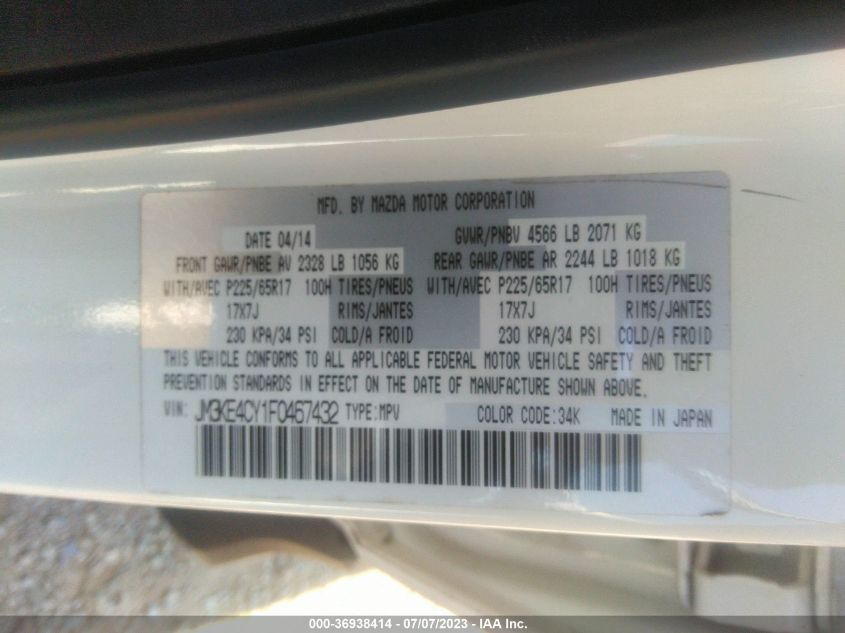 MFD. BY MAZDA MOTOR CORPORATION
DATE 04/14 GVWR/PNBV 4566 LB 2071 KG
FRONT GAWR/PNBE AV 2328 LB 1056 KG REAR GAWR/PNBE AR 2244 LB 1018 KG
WITH/AVEC P225/65R17 100H TIRES/PNEUS WITH/AVEC P225/65R17 100H TIRES/PNEUS
17X7J RIMS/JANTES 17X7J RIMS/JANTES
230 KPA/34 PSI COLD/A FROID 230 KPA/34 PSI COLD/A FROID
THIS VEHICLE CONFORMS TO ALL APPLICABLE FEDERAL MOTOR VEHICLE SAFETY AND THEFT
PREVENTION STANDARDS IN EFFECT ON THE DATE OF MANUFACTURE SHOWN ABOVE.
VIN: JM3KE4CY1F0467432 TYPE:MPV COLOR CODE:34K MADE IN JAPAN
000-36938414 - 07/07/2023 - IAA Inc.